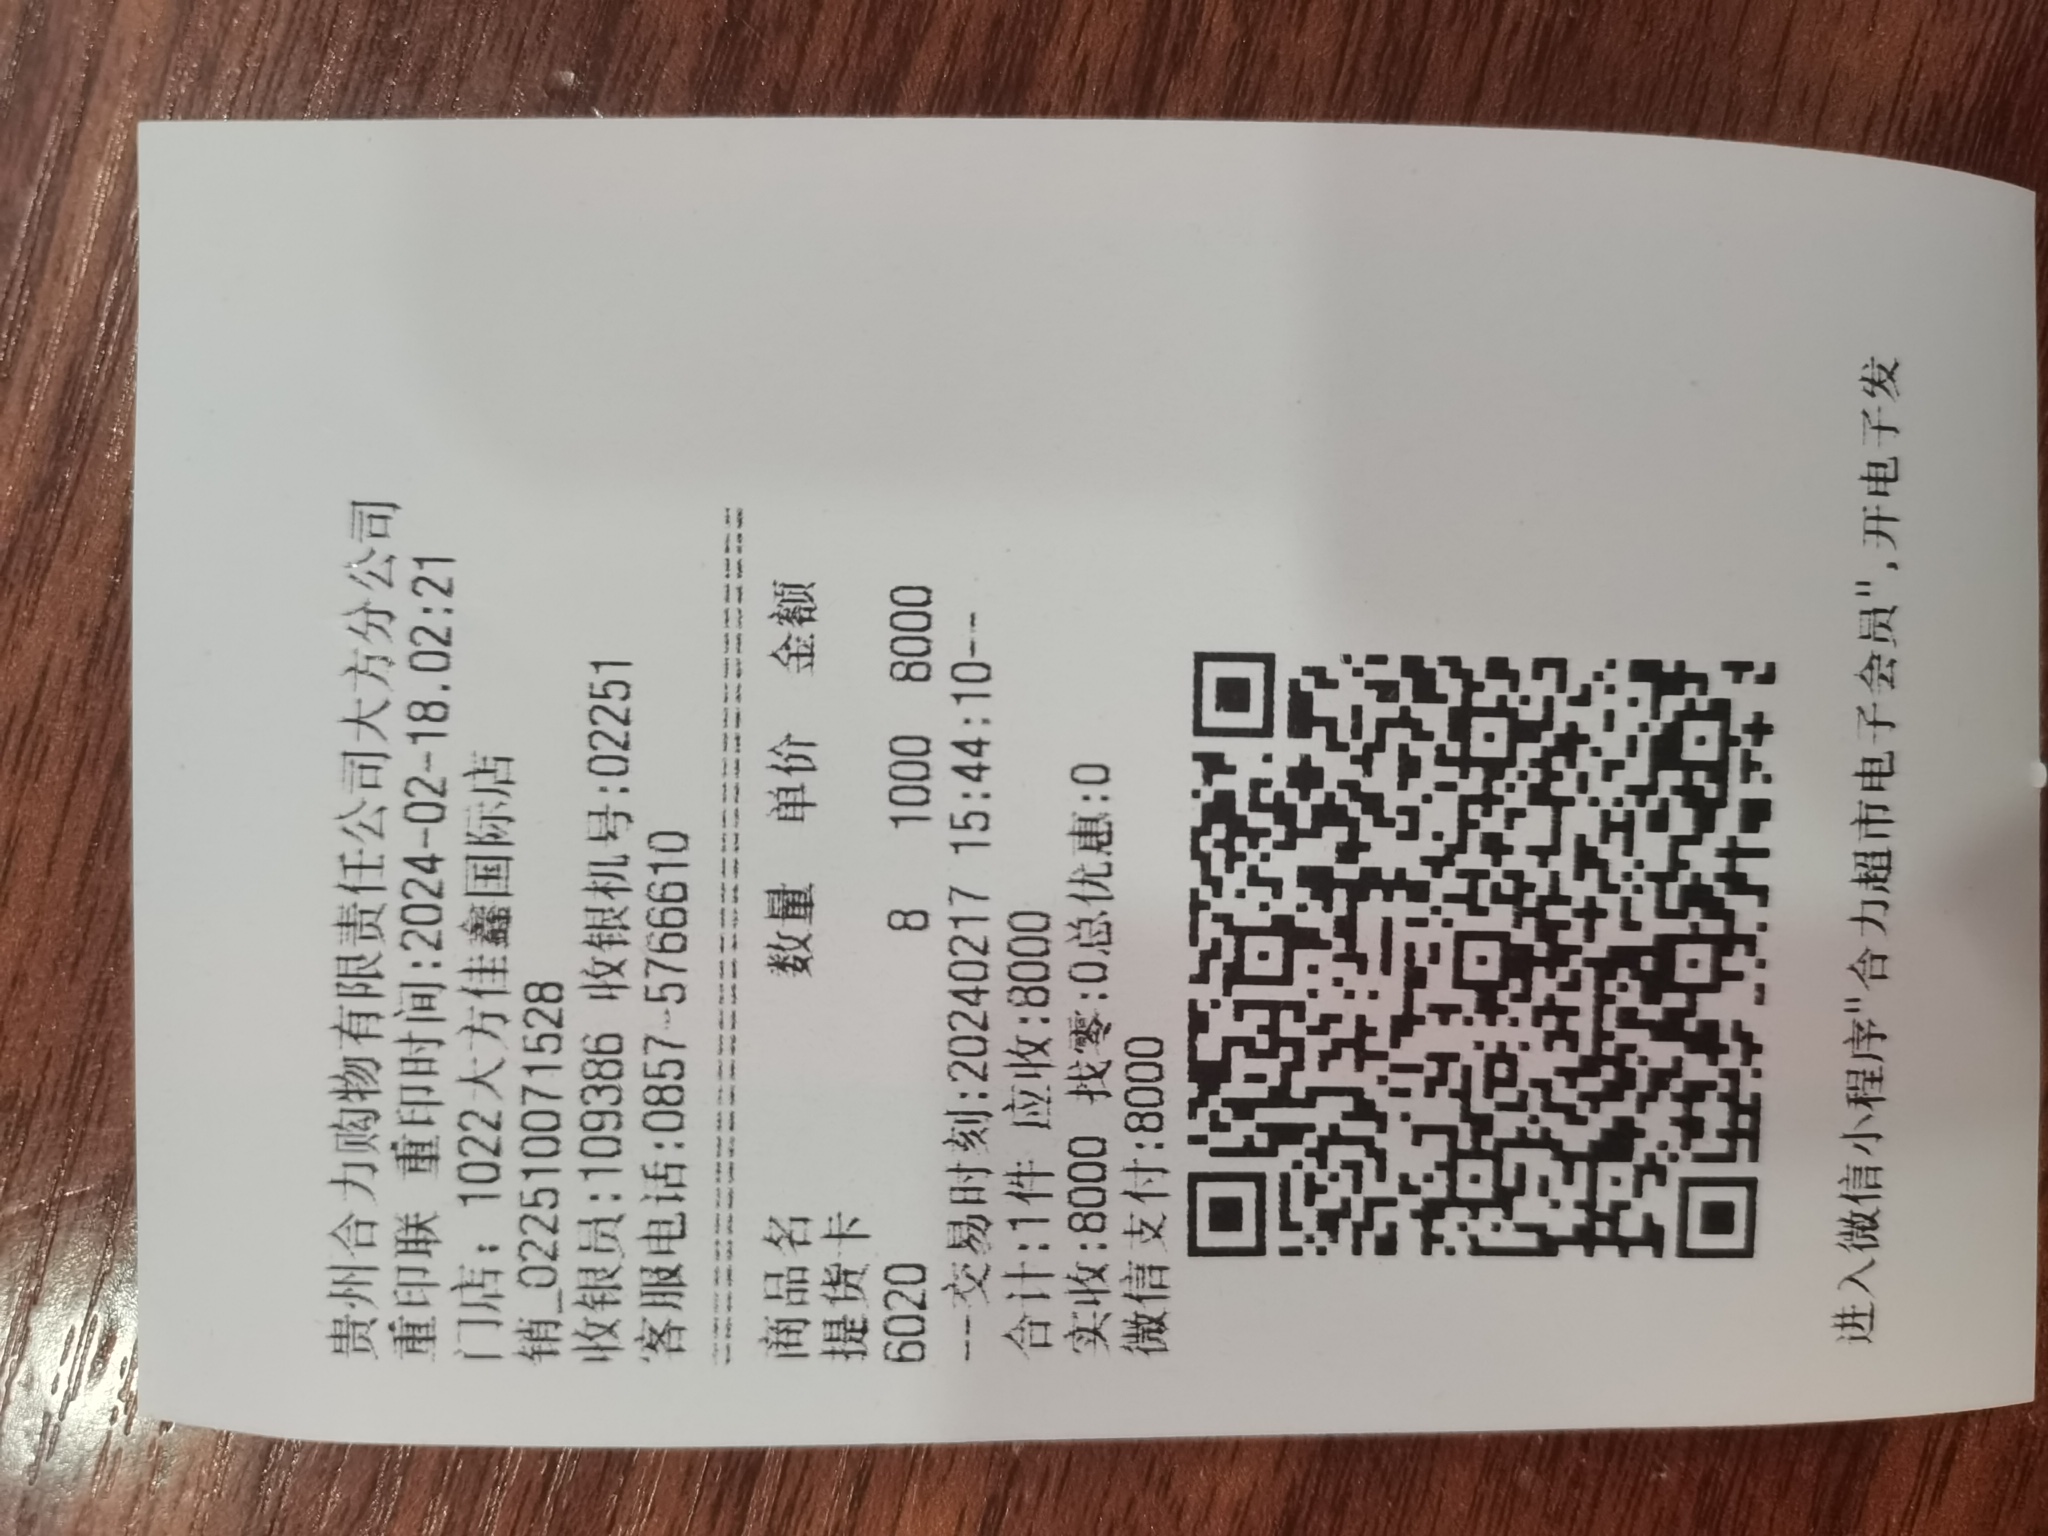 贵州合力购物有限责任公司大方分公司
重印联 重印时间:2024-02-18.02:21
门店: 1022大方佳鑫国际店
销_0225100715​28
收银员:109386 收银机号:02251
客服电话:0857-5766610
商品名 数量 单价 金额
提货卡
6020 8 1000 8000
--交易时刻:20240217 15:44:10--
合计:1件 应收:8000
实收:8000 找零:0总优惠:0
微信支付:8000
进入微信小程序"合力超市电子会员",开电子发